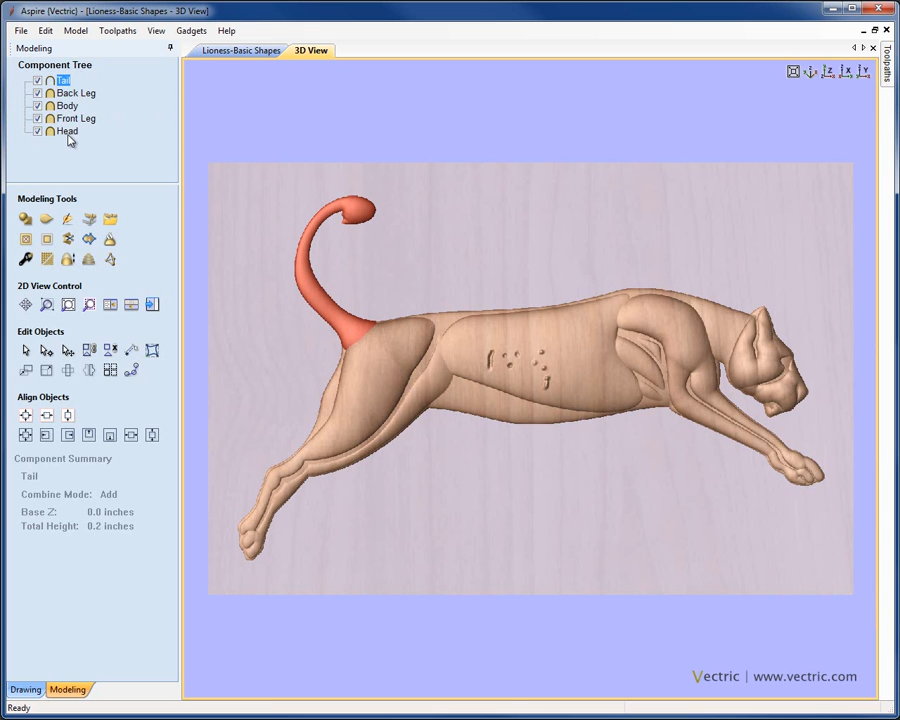 Aspire {Vectric} - [Lioness-Basic Shapes - 3D View]
File Edit Model Toolpaths View Gadgets Help
Modeling
Lioness-Basic Shapes 3D View
Toolpaths
Component Tree
Tail
Back Leg
Body
Front Leg
Head
Modeling Tools
2D View Control
Edit Objects
Align Objects
Component Summary
Tail
Combine Mode: Add
Base Z: 0.0 inches
Total Height: 0.2 inches
Vectric | www.vectric.com
Drawing Modeling
Ready